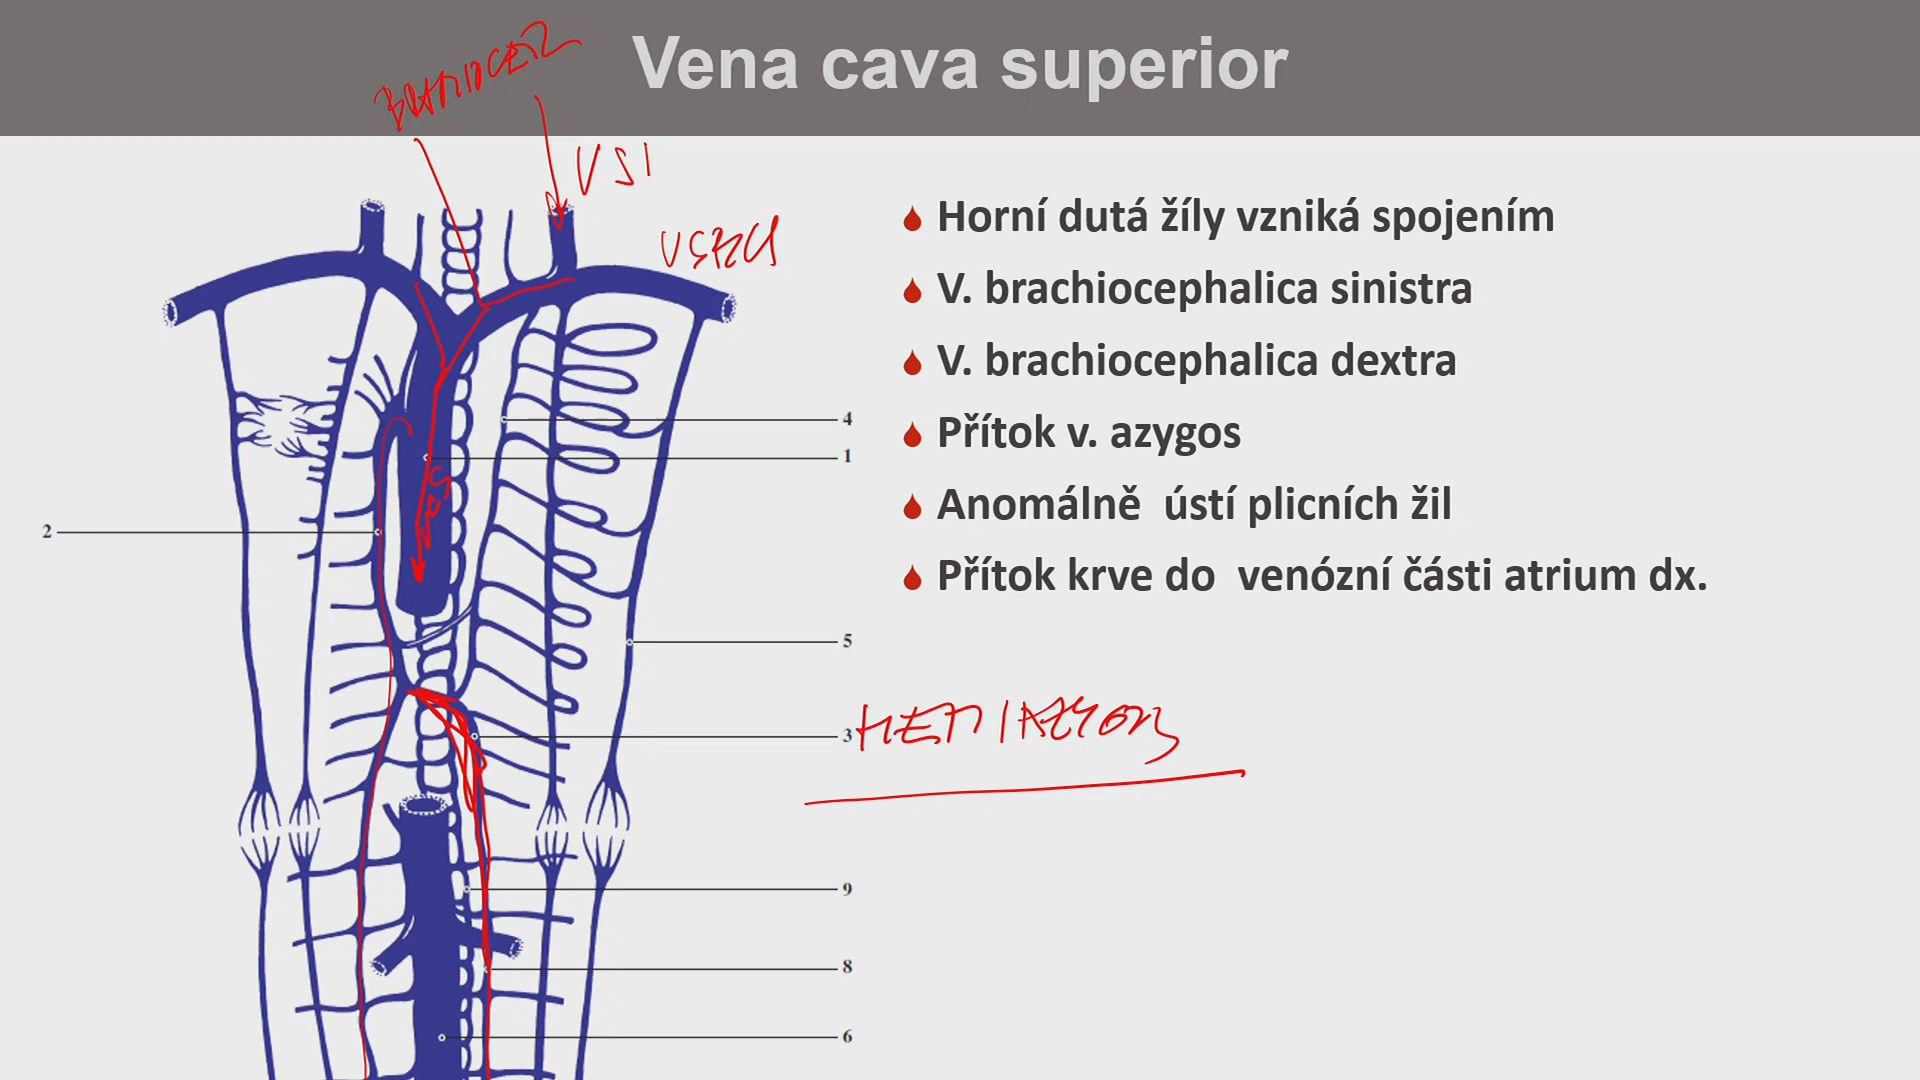 Vena cava superior
VSI
Horní dutá žíly vzniká spojením
V. brachiocephalica sinistra
V. brachiocephalica dextra
Přítok v. azygos
Anomálně ústí plicních žil
Přítok krve do venózní části atrium dx.
4
1
2
5
3
HEMIAZYGOS
9
8
6